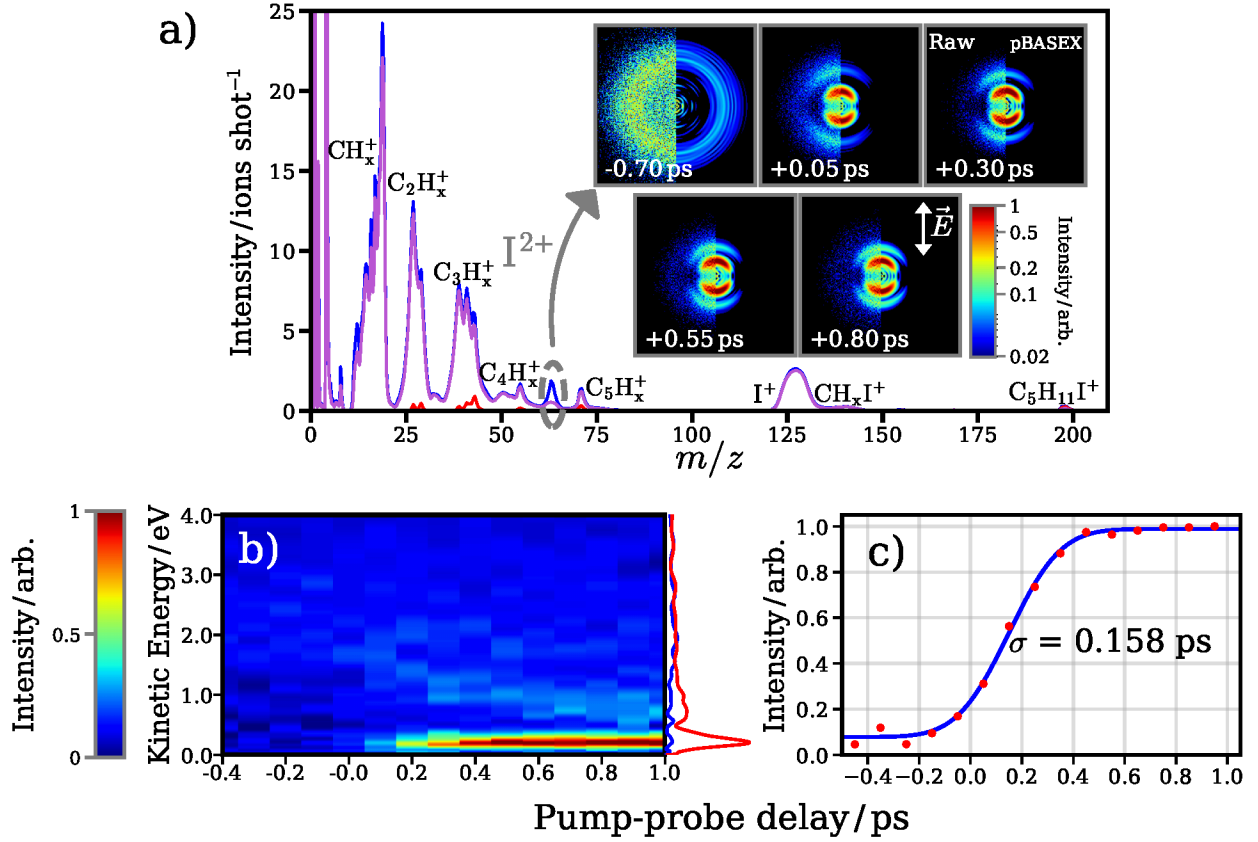 a)
Intensity/ions shot⁻¹
25
20
15
10
5
0
CHₓ⁺
C₂Hₓ⁺
C₃Hₓ⁺
C₄Hₓ⁺
I²⁺
C₅Hₓ⁺
I⁺
CHₓI⁺
C₅H₁₁I⁺
-0.70 ps
+0.05 ps
Raw
pBASEX
+0.30 ps
+0.55 ps
+0.80 ps
E⃗
1
0.5
0.2
0.1
0.02
Intensity/arb.
0 25 50 75 100 125 150 175 200
m/z
Intensity/arb.
1
0.5
0
Kinetic Energy/eV
4.0
3.0
2.0
1.0
0.0
b)
-0.4 -0.2 -0.0 0.2 0.4 0.6 0.8 1.0
Intensity/arb.
1.0
0.8
0.6
0.4
0.2
0.0
c)
σ = 0.158 ps
−0.4 −0.2 0.0 0.2 0.4 0.6 0.8 1.0
Pump-probe delay/ps